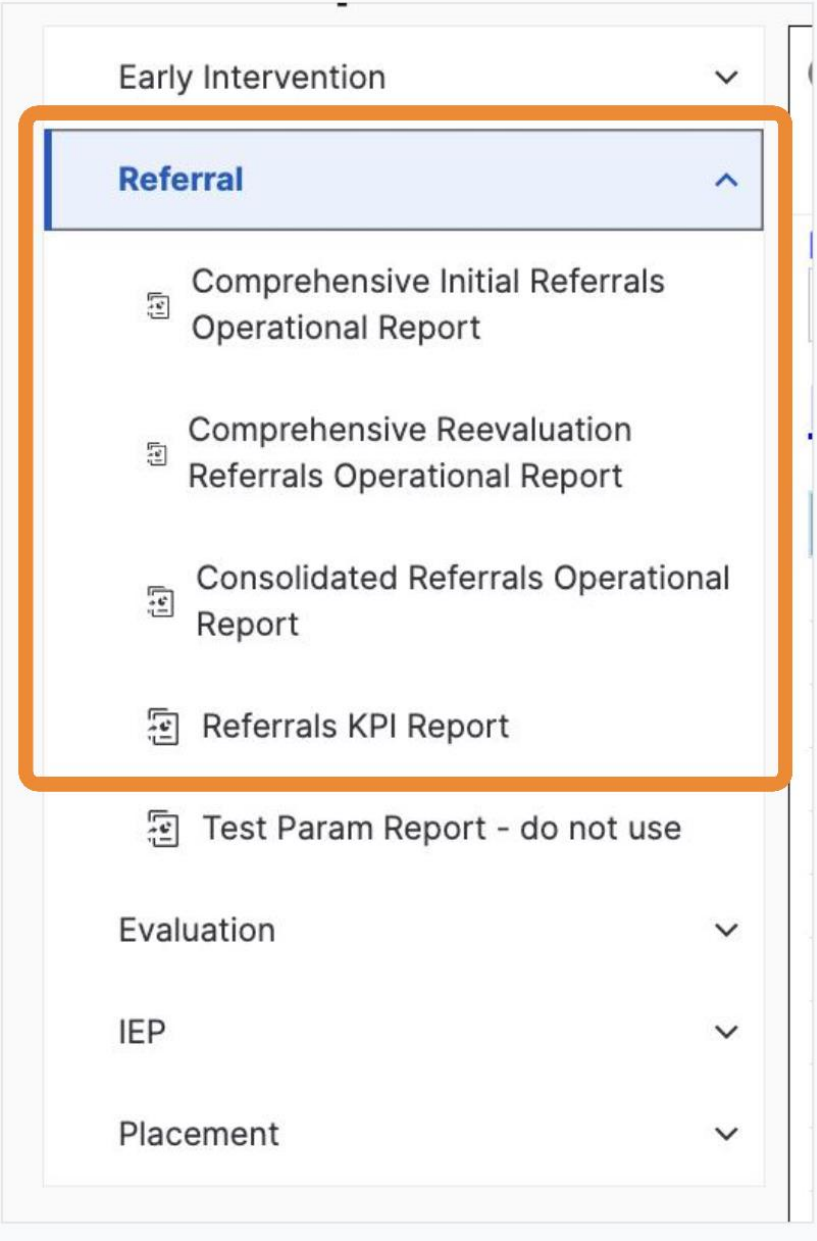 Early Intervention
Referral
Comprehensive Initial Referrals
Operational Report
Comprehensive Reevaluation
Referrals Operational Report
Consolidated Referrals Operational
Report
Referrals KPI Report
Test Param Report - do not use
Evaluation
IEP
Placement